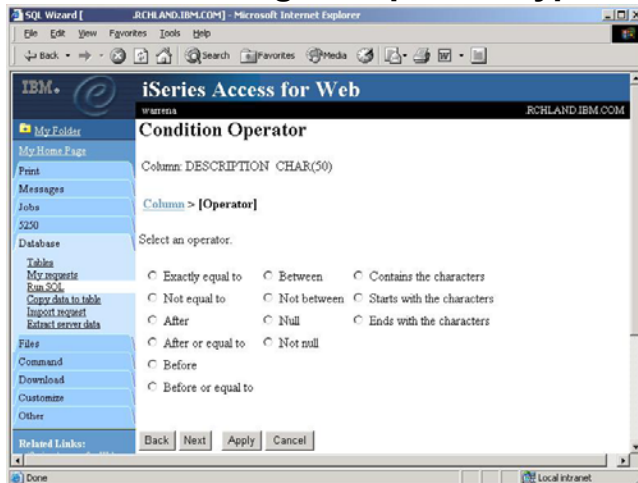 SQL Wizard [ .RCHLAND.IBM.COM] - Microsoft Internet Explorer
File Edit View Favorites Tools Help
Back Search Favorites Media
IBM.
iSeries Access for Web
warrena RCHLAND.IBM.COM
My Folder
My Home Page
Print
Messages
Jobs
5250
Database
Tables
My requests
Run SQL
Copy data to table
Import request
Extract server data
Files
Command
Download
Customize
Other
Related Links:
Condition Operator
Column: DESCRIPTION CHAR(50)
Column > [Operator]
Select an operator.
Exactly equal to Between Contains the characters
Not equal to Not between Starts with the characters
After Null Ends with the characters
After or equal to Not null
Before
Before or equal to
Back Next Apply Cancel
Done Local intranet